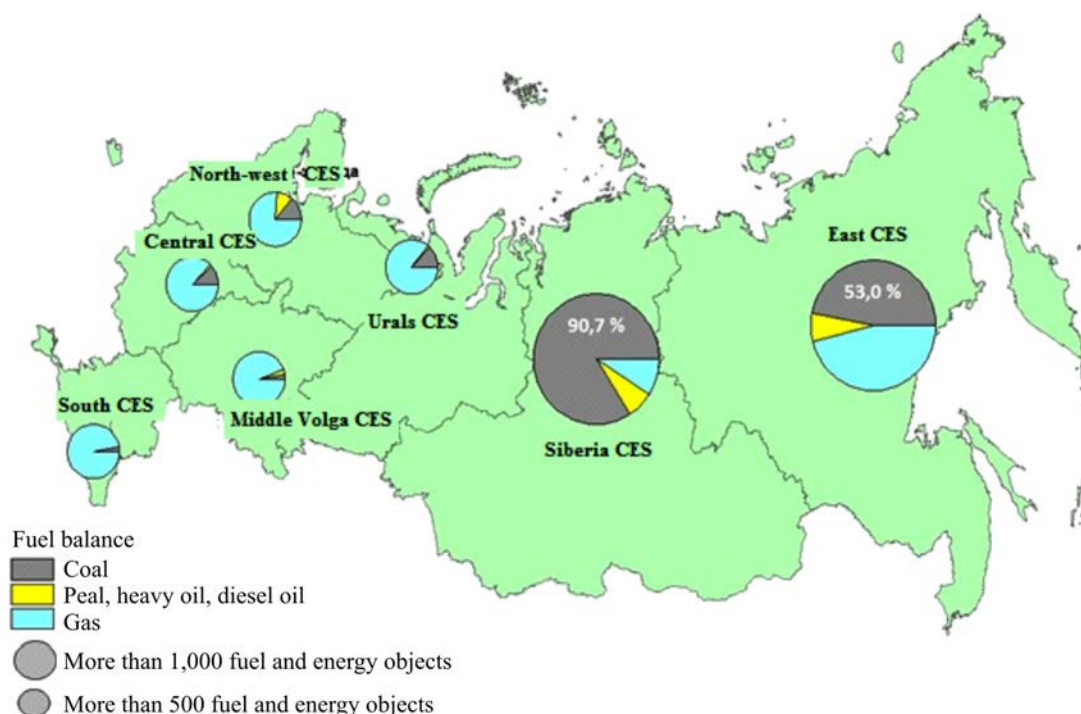 North-west CES
Central CES
Urals CES
East CES
53,0 %
90,7 %
South CES
Middle Volga CES
Siberia CES
Fuel balance
Coal
Peal, heavy oil, diesel oil
Gas
More than 1,000 fuel and energy objects
More than 500 fuel and energy objects